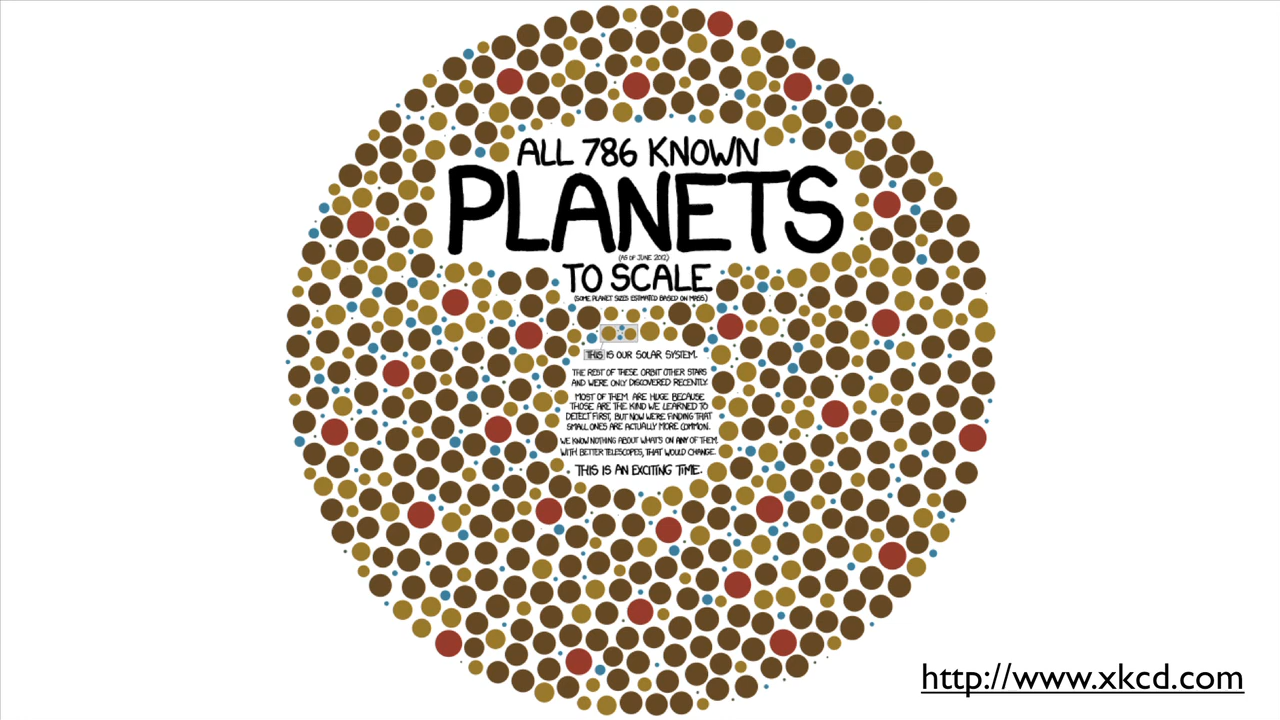 ALL 786 KNOWN
PLANETS
(AS OF JUNE 2012)
TO SCALE
(SOME PLANET SIZES ESTIMATED BASED ON MASS)
THIS IS OUR SOLAR SYSTEM.
THE REST OF THESE ORBIT OTHER STARS
AND WERE ONLY DISCOVERED RECENTLY.
MOST OF THEM ARE HUGE BECAUSE
THOSE ARE THE KIND WE LEARNED TO
DETECT FIRST, BUT NOW WE'RE FINDING THAT
SMALL ONES ARE ACTUALLY MORE COMMON.
WE KNOW NOTHING ABOUT WHAT'S ON ANY OF THEM.
WITH BETTER TELESCOPES, THAT WOULD CHANGE.
THIS IS AN EXCITING TIME.
http://www.xkcd.com